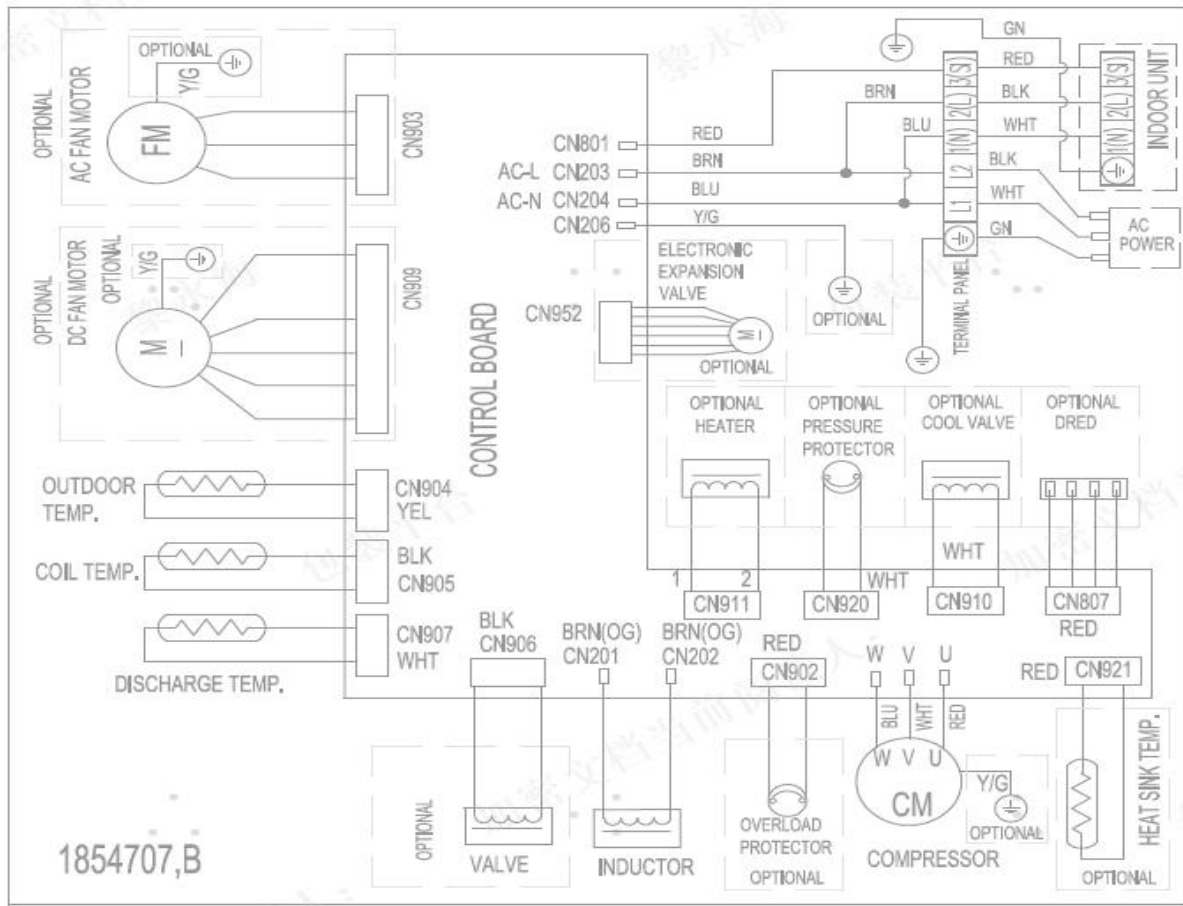 OPTIONAL
Y/G
FM
OPTIONAL
AC FAN MOTOR
CN903
OPTIONAL
DC FAN MOTOR
OPTIONAL
Y/G
M
CN909
CONTROL BOARD
CN801
AC-L CN203
AC-N CN204
CN206
RED
BRN
BLU
Y/G
BRN
BLU
GN
RED
BLK
WHT
BLK
WHT
GN
3(SI)
2(L)
1(N)
L2
L1
TERMINAL PANEL
3(SI)
2(L)
1(N)
INDOOR UNIT
AC
POWER
ELECTRONIC
EXPANSION
VALVE
CN952
M
OPTIONAL
OPTIONAL
OPTIONAL
HEATER
OPTIONAL
PRESSURE
PROTECTOR
OPTIONAL
COOL VALVE
OPTIONAL
DRED
1
2
CN911
WHT
CN920
WHT
CN910
CN807
RED
OUTDOOR
TEMP.
CN904
YEL
COIL TEMP.
BLK
CN905
CN907
WHT
DISCHARGE TEMP.
BLK
CN906
BRN(OG)
CN201
BRN(OG)
CN202
RED
CN902
W V U
BLU
WHT
RED
W V U
CM
Y/G
OPTIONAL
COMPRESSOR
RED
CN921
HEAT SINK TEMP.
OPTIONAL
OPTIONAL
VALVE
INDUCTOR
OVERLOAD
PROTECTOR
OPTIONAL
1854707,B
黎永海